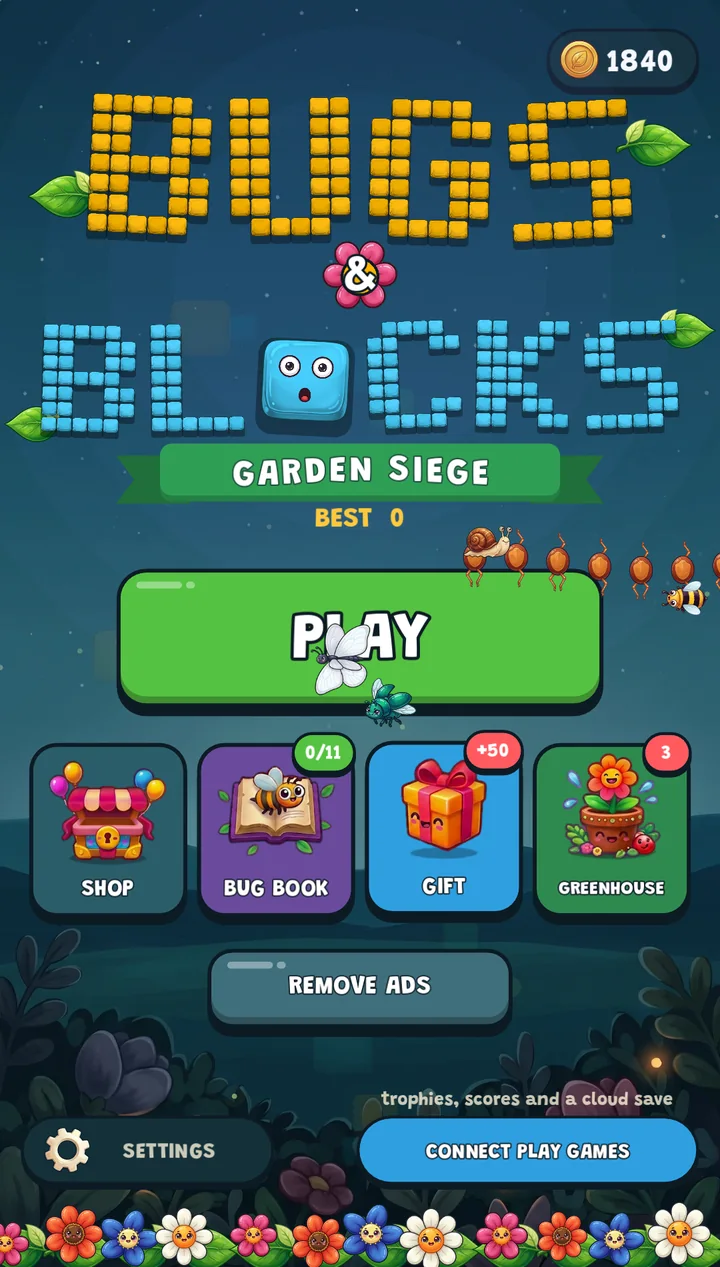 1840
BUGS
&
BLOCKS
GARDEN SIEGE
BEST 0
PLAY
0/11
+50
3
SHOP
BUG BOOK
GIFT
GREENHOUSE
REMOVE ADS
trophies, scores and a cloud save
SETTINGS
CONNECT PLAY GAMES